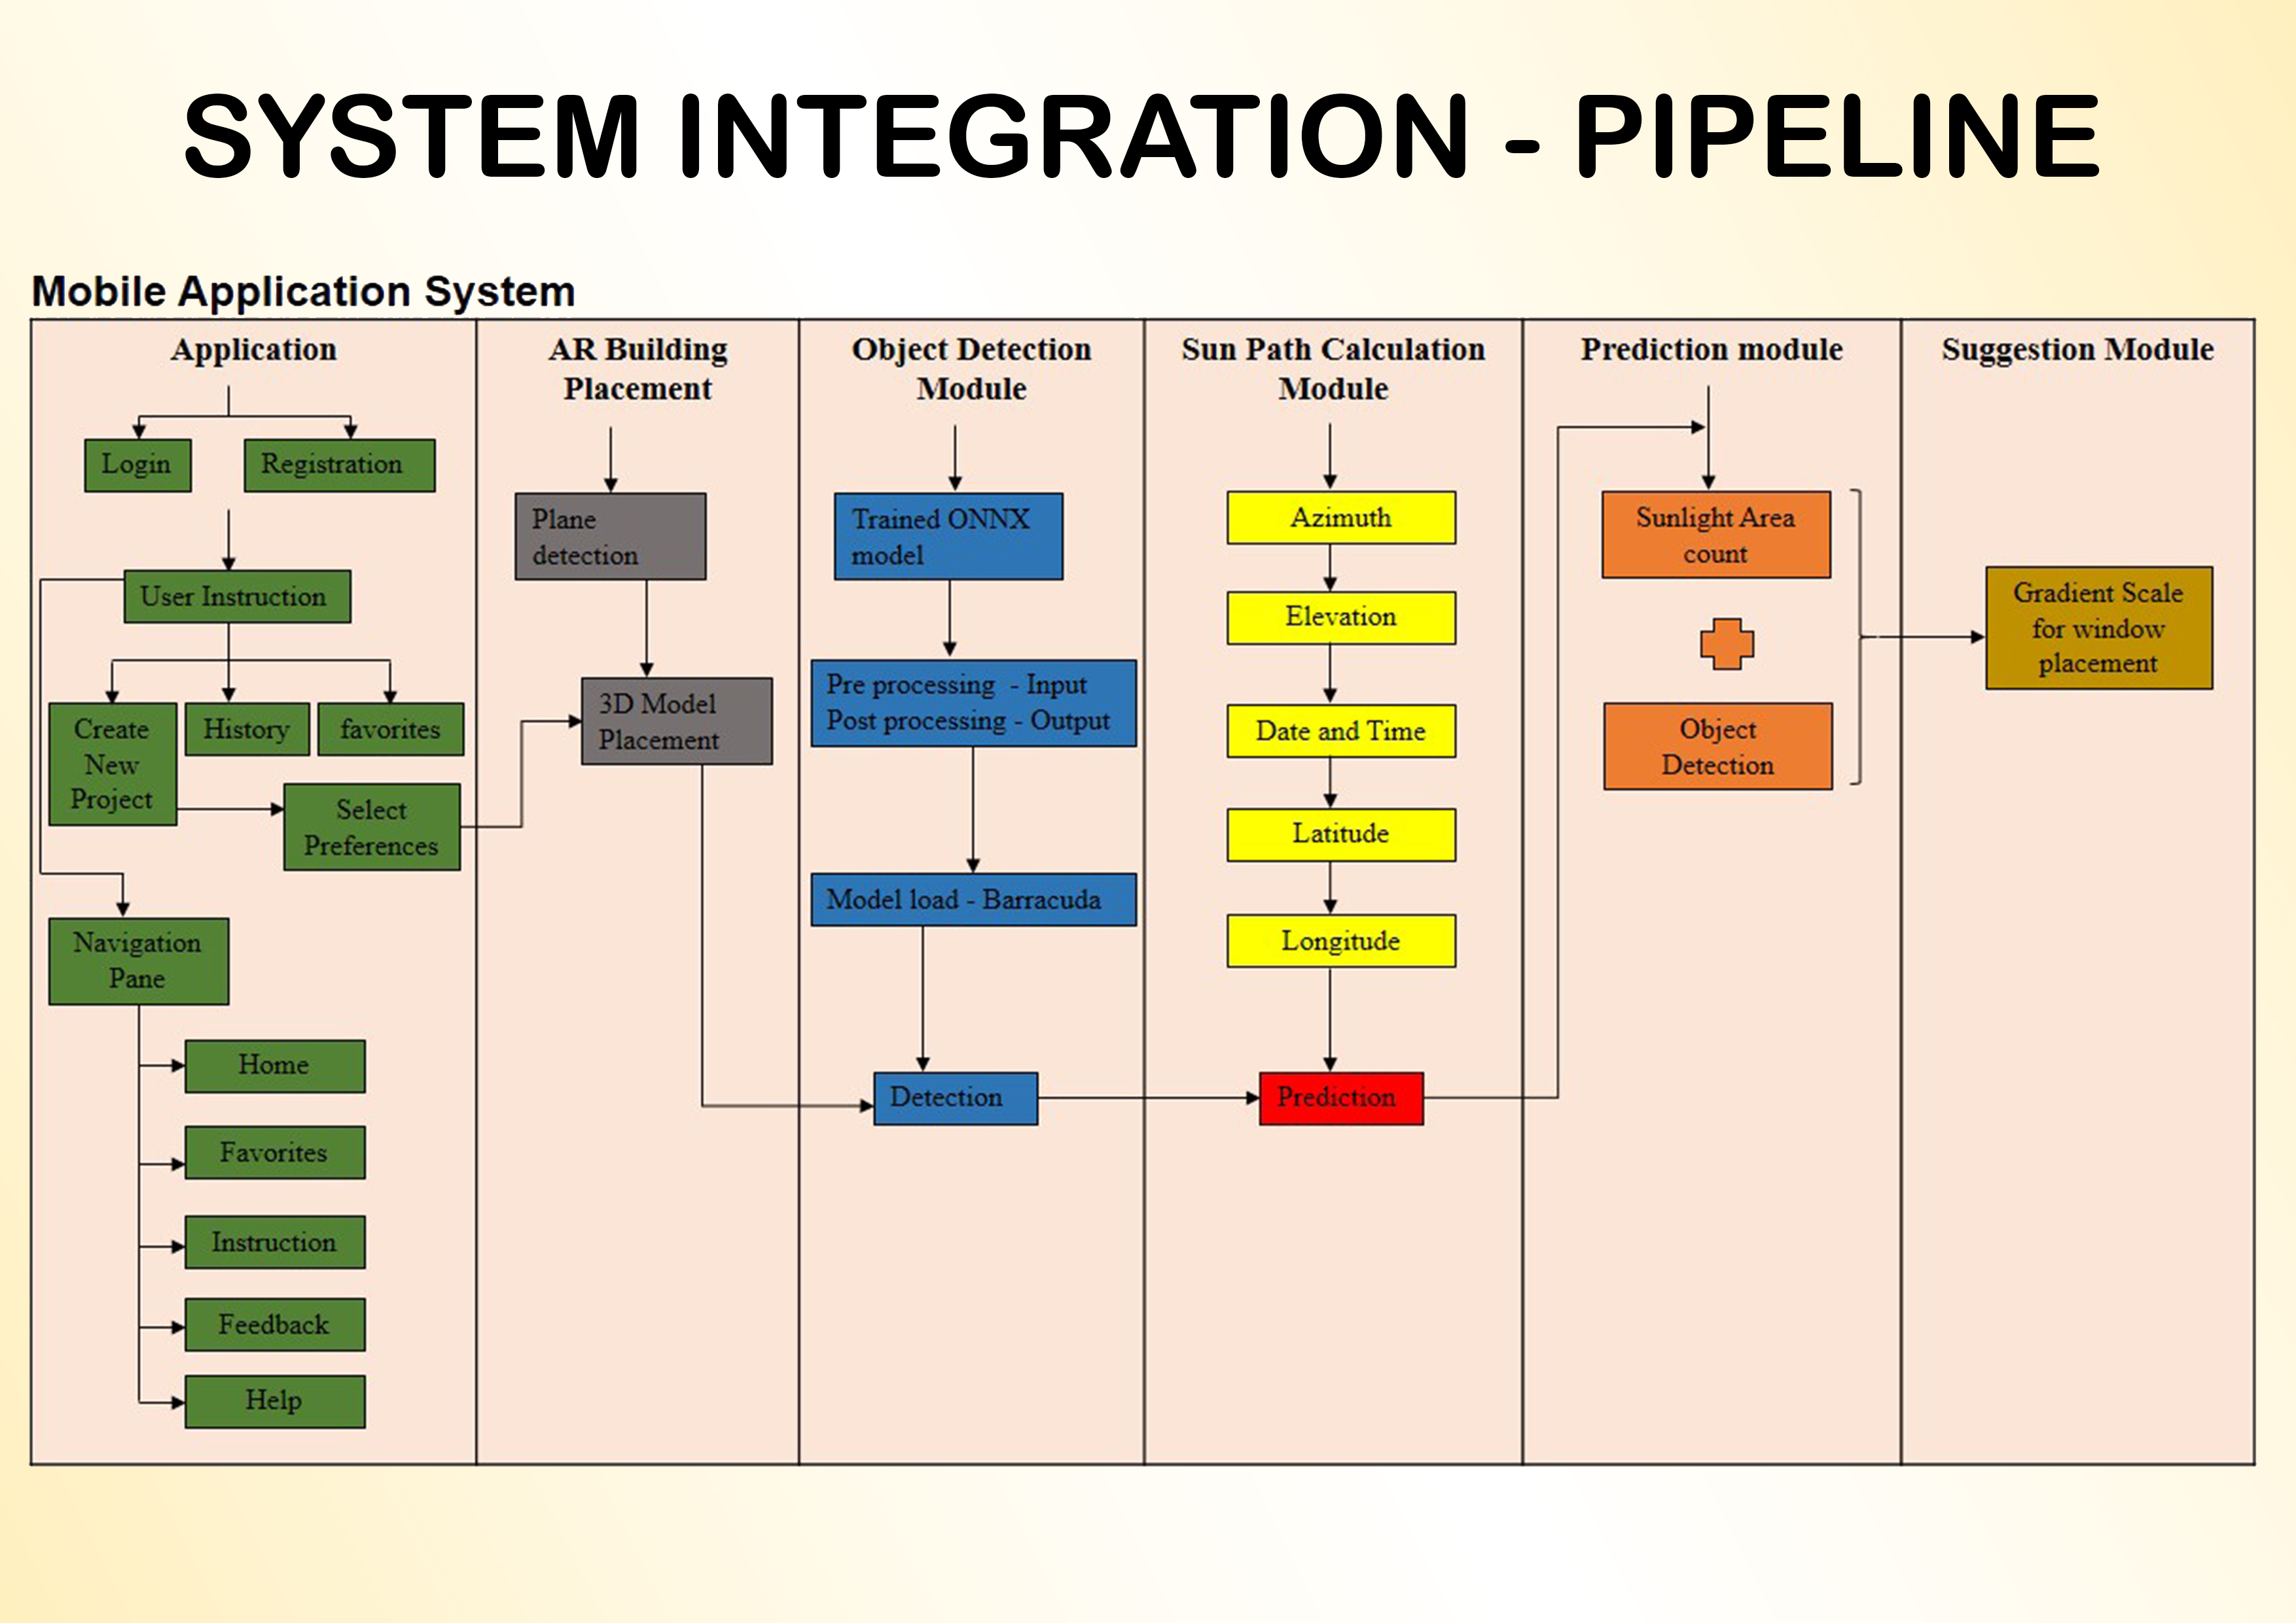 SYSTEM INTEGRATION - PIPELINE
Mobile Application System
Application
Login
Registration
User Instruction
Create
New
Project
History
favorites
Select
Preferences
Navigation
Pane
Home
Favorites
Instruction
Feedback
Help
AR Building
Placement
Plane
detection
3D Model
Placement
Object Detection
Module
Trained ONNX
model
Pre processing - Input
Post processing - Output
Model load - Barracuda
Detection
Sun Path Calculation
Module
Azimuth
Elevation
Date and Time
Latitude
Longitude
Prediction
Prediction module
Sunlight Area
count
Object
Detection
Suggestion Module
Gradient Scale
for window
placement